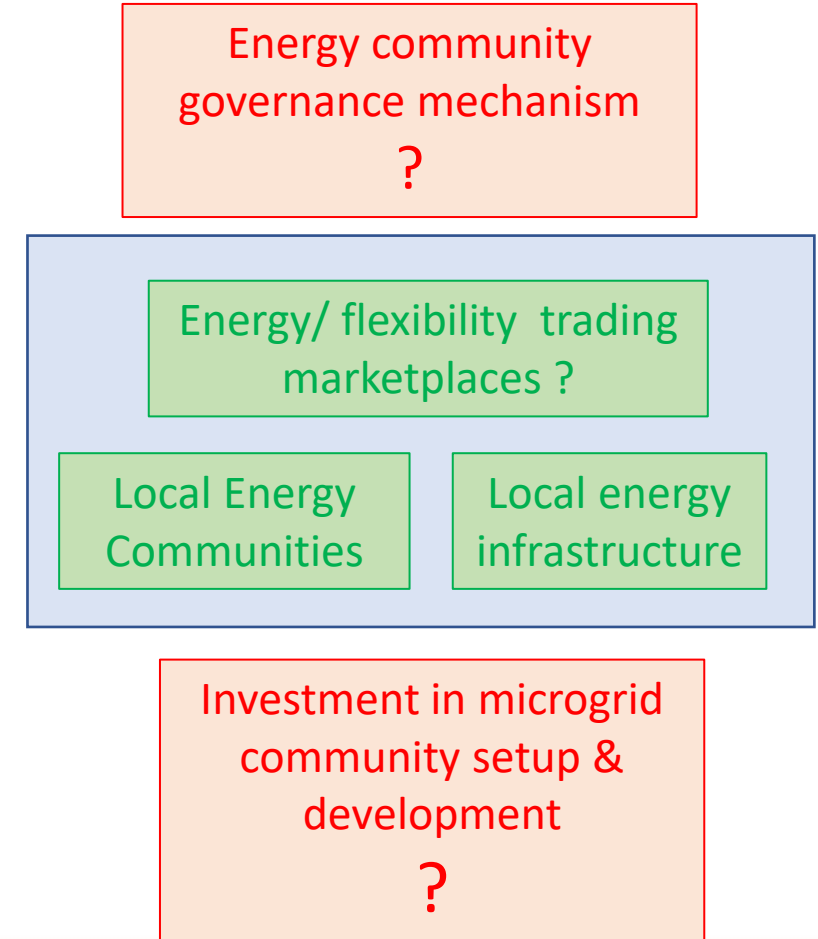 Energy community
governance mechanism
?
Energy/ flexibility  trading
marketplaces ?
Local Energy
Communities
Local energy
infrastructure
Investment in microgrid
community setup &
development
?